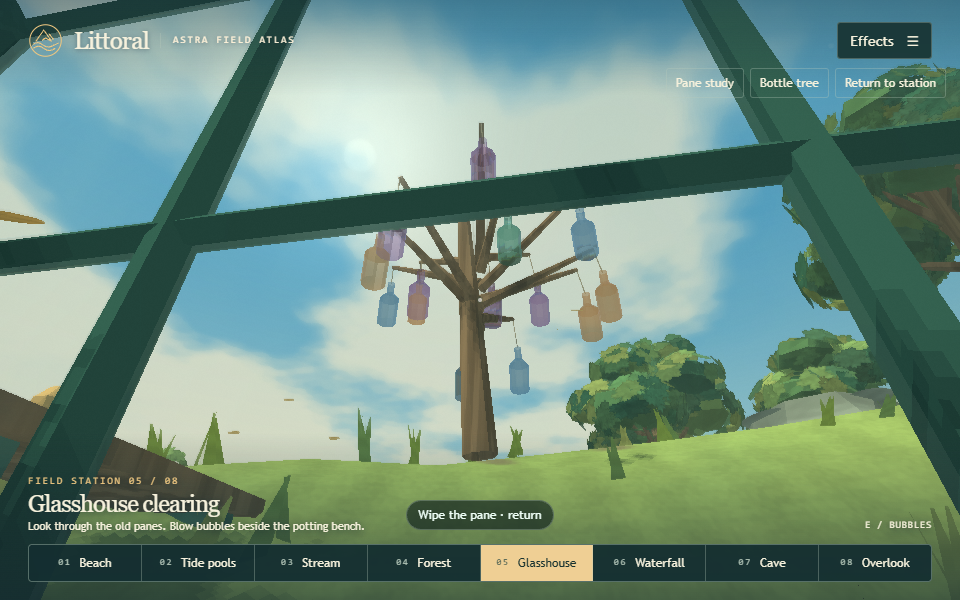 Littoral
ASTRA FIELD ATLAS
Effects
Pane study
Bottle tree
Return to station
FIELD STATION 05 / 08
Glasshouse clearing
Look through the old panes. Blow bubbles beside the potting bench.
Wipe the pane · return
E / BUBBLES
01 Beach
02 Tide pools
03 Stream
04 Forest
05 Glasshouse
06 Waterfall
07 Cave
08 Overlook